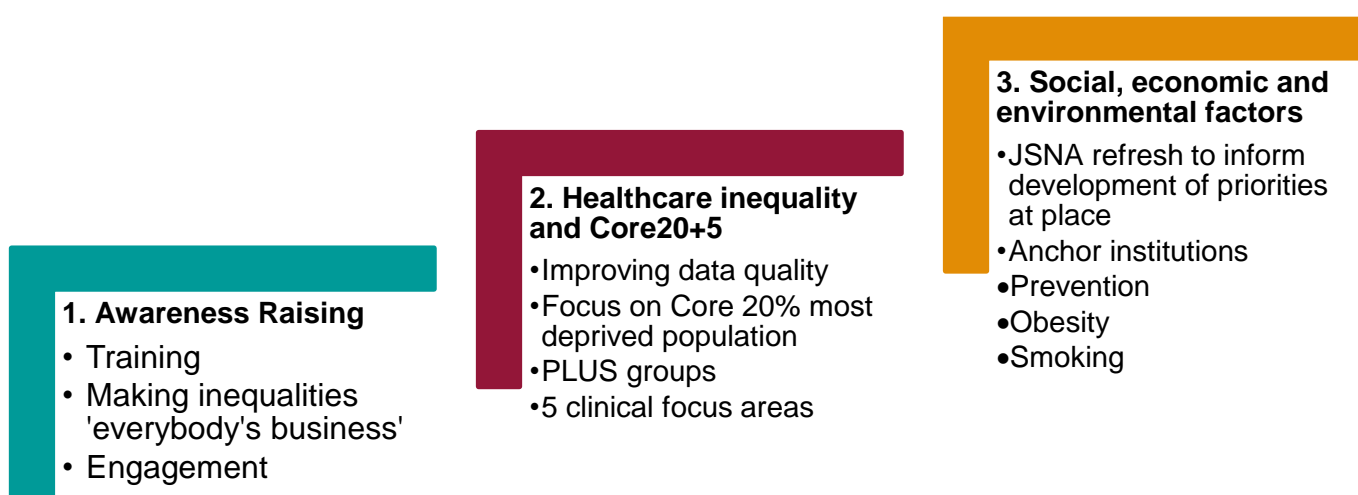 1. Awareness Raising
• Training
• Making inequalities
'everybody's business'
• Engagement
2. Healthcare inequality
and Core20+5
•Improving data quality
•Focus on Core 20% most
deprived population
•PLUS groups
•5 clinical focus areas
3. Social, economic and
environmental factors
•JSNA refresh to inform
development of priorities
at place
•Anchor institutions
•Prevention
•Obesity
•Smoking